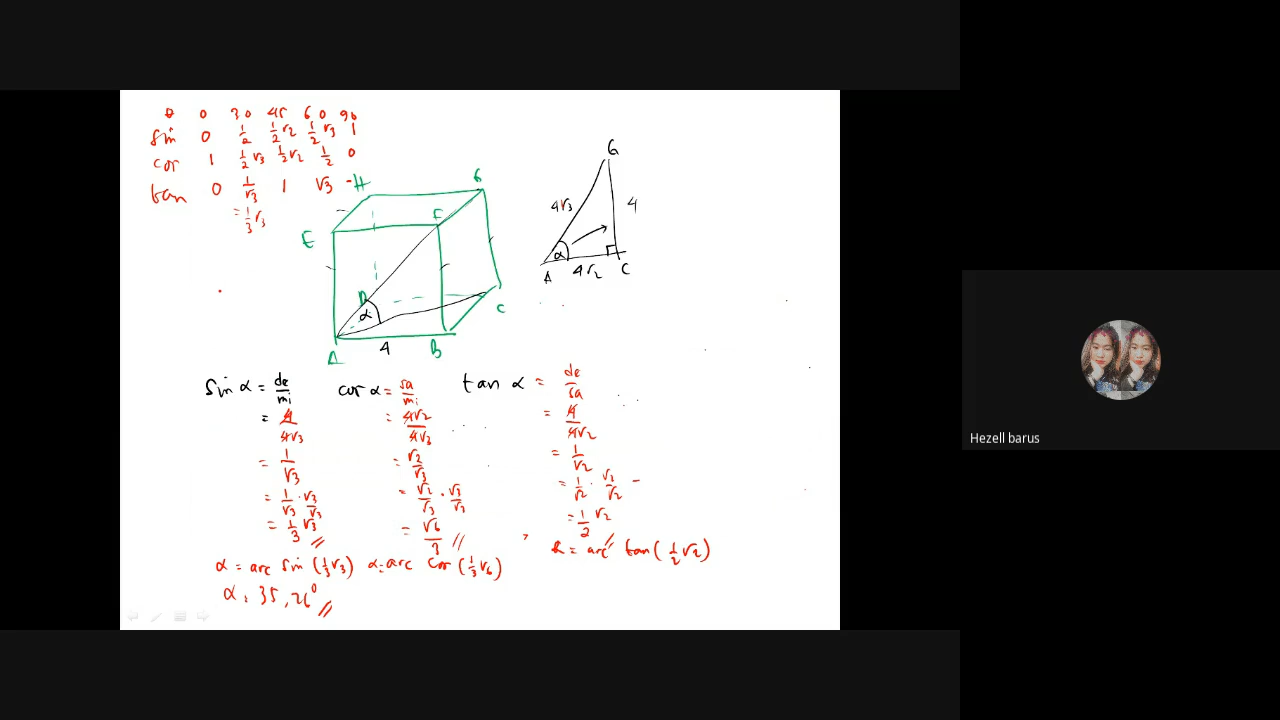 θ 0 30 45 60 90
sin 0 1/2 1/2 √2 1/2 √3 1
cos 1 1/2 √3 1/2 √2 1/2 0
tan 0 1/√3 1 √3 -
= 1/3 √3
H G
E F
D C
A B
α
4
G
4√3 4
α
A 4√2 C
sin α = de/mi
= 4/4√3
= 1/√3
= 1/√3 · √3/√3
= 1/3 √3 //
α = arc sin (1/3 √3)
α = 35,26° //
cos α = sa/mi
= 4√2/4√3
= √2/√3
= √2/√3 · √3/√3
= √6/3 //
α = arc cos (1/3 √6)
tan α = de/sa
= 4/4√2
= 1/√2
= 1/√2 · √2/√2
= 1/2 √2 //
α = arc tan (1/2 √2)
Hezell barus